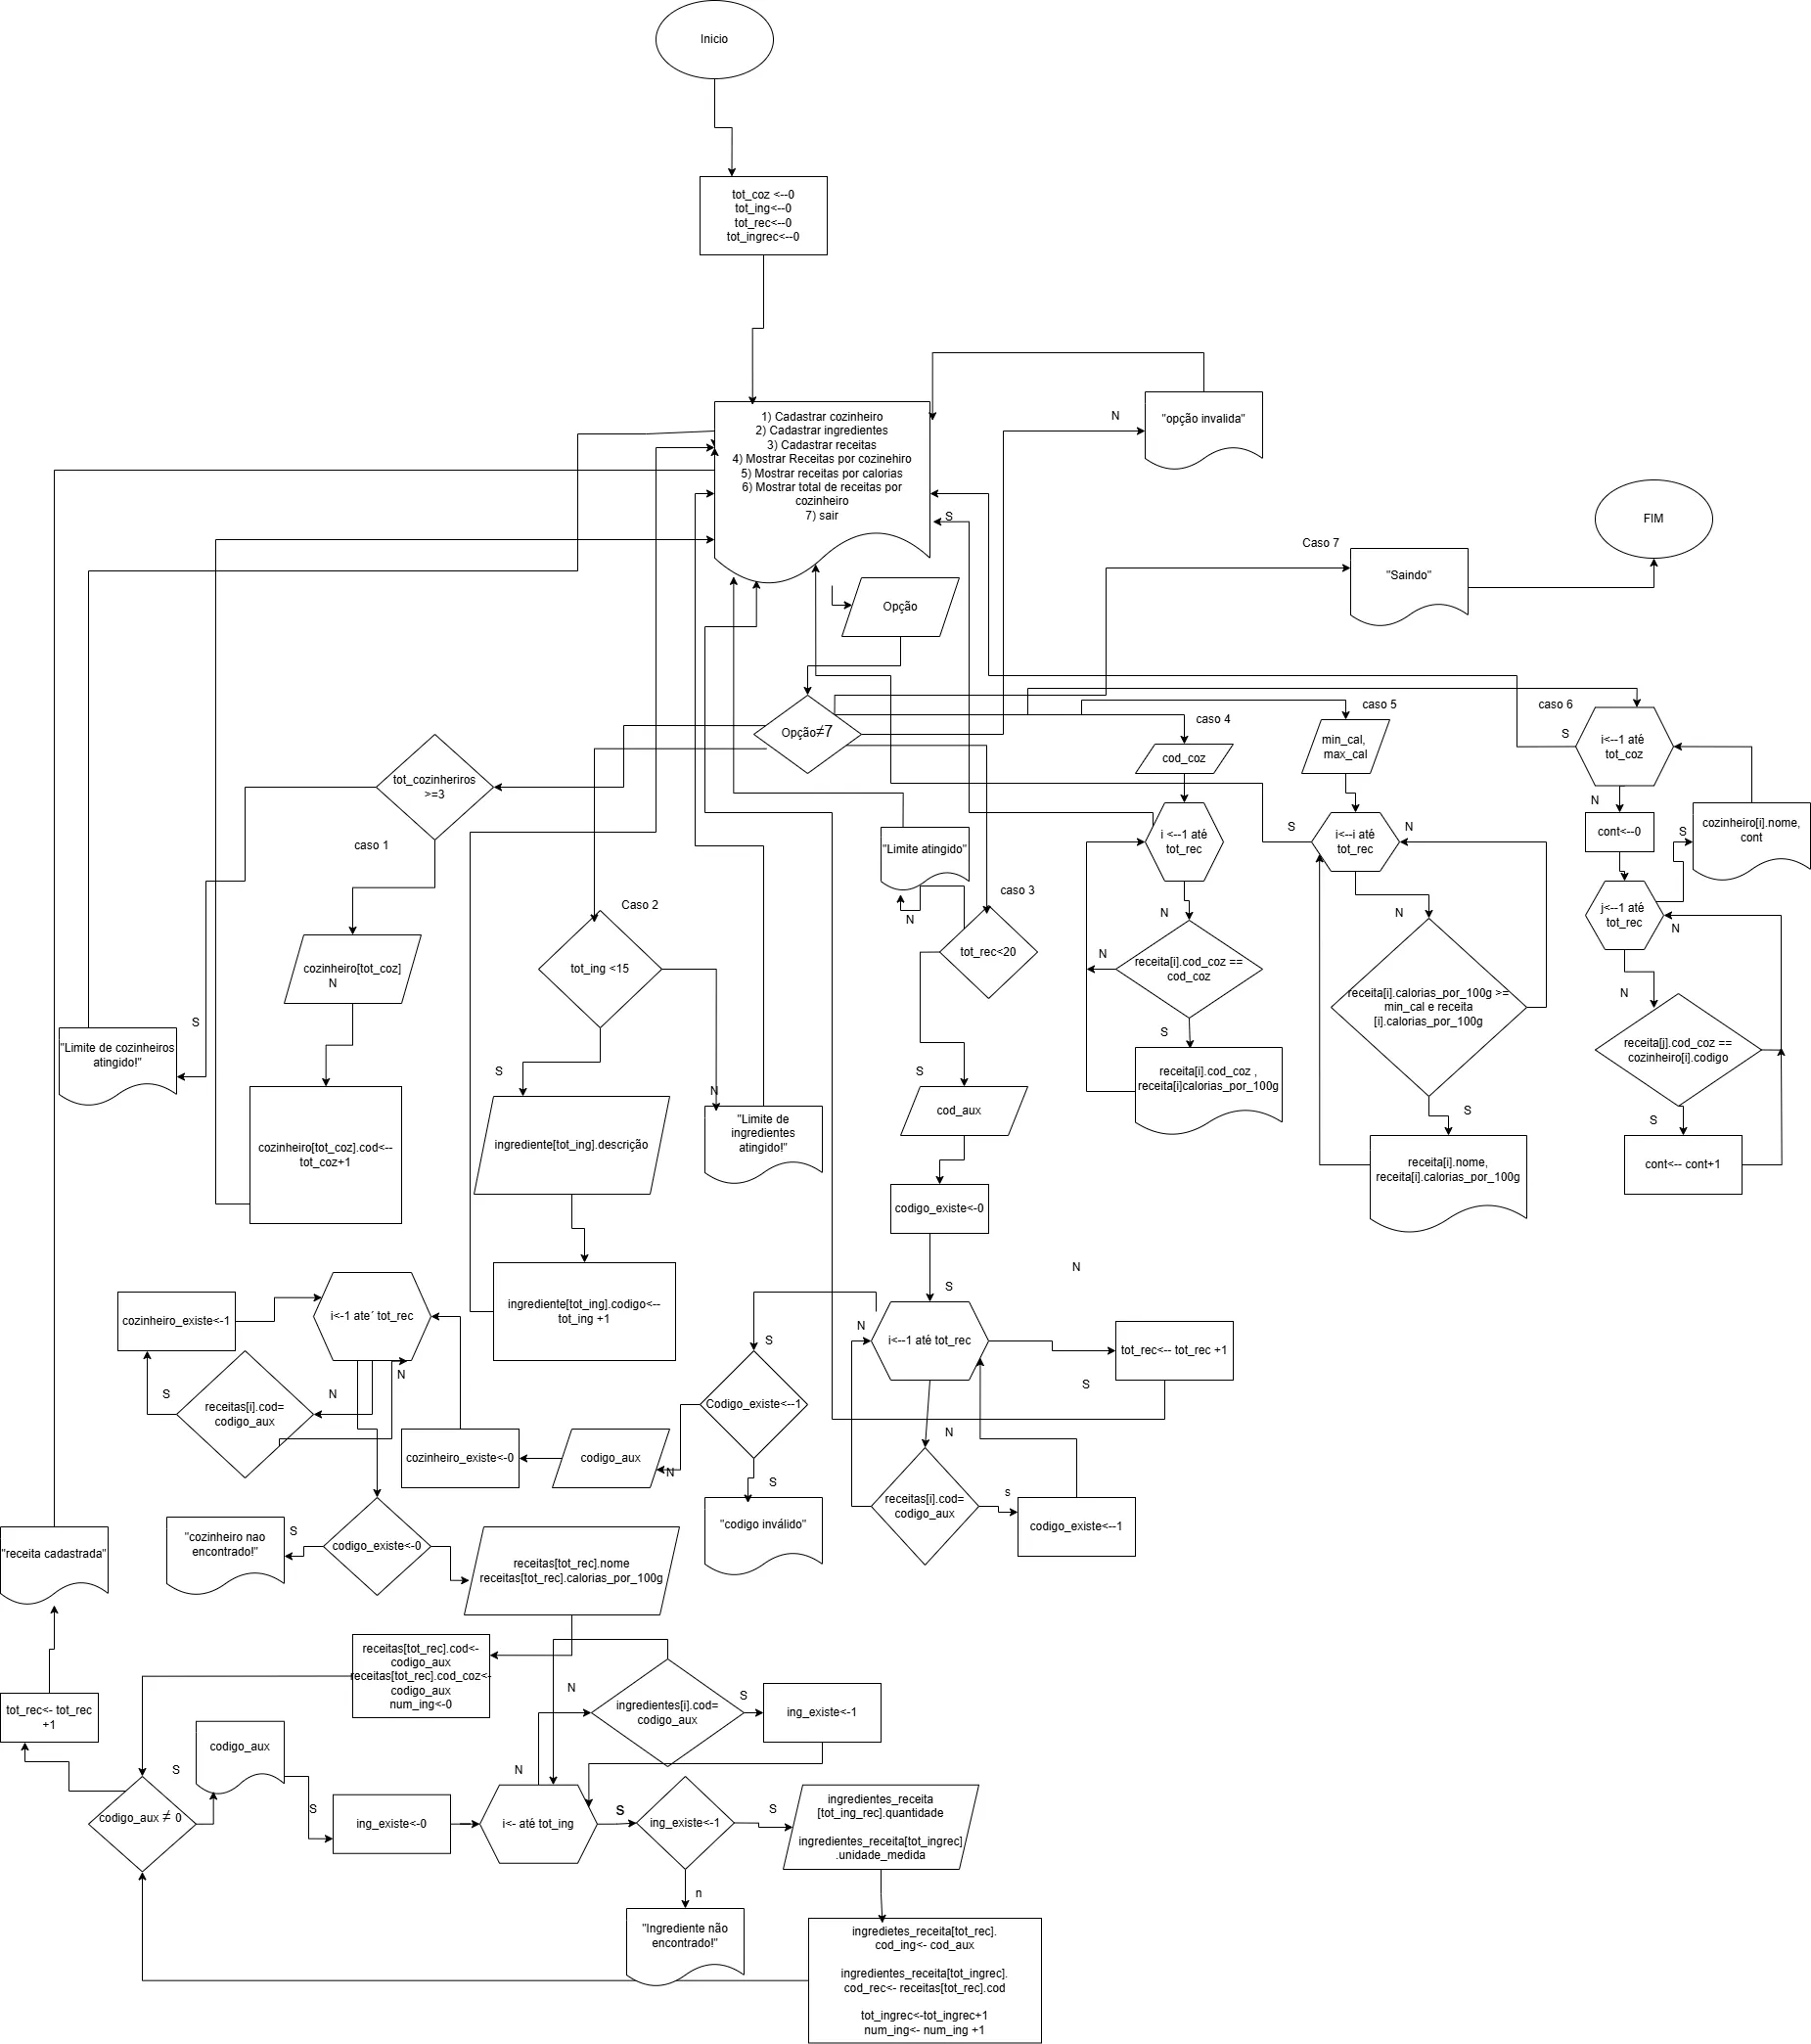 Inicio
tot_coz <--0
tot_ing<--0
tot_rec<--0
tot_ingrec<--0
1) Cadastrar cozinheiro
2) Cadastrar ingredientes
3) Cadastrar receitas
4) Mostrar Receitas por cozinehiro
5) Mostrar receitas por calorias
6) Mostrar total de receitas por
cozinheiro
7) sair
N
"opção invalida"
S
FIM
Caso 7
"Saindo"
Opção
Opção≠7
caso 4
cod_coz
caso 5
min_cal,
max_cal
caso 6
S
i<--1 até
tot_coz
N
cont<--0
S
cozinheiro[i].nome,
cont
j<--1 até
tot_rec
N
N
receita[j].cod_coz ==
cozinheiro[i].codigo
S
cont<-- cont+1
S
i<--i até
tot_rec
N
N
receita[i].calorias_por_100g >=
min_cal e receita
[i].calorias_por_100g
S
receita[i].nome,
receita[i].calorias_por_100g
i <--1 até
tot_rec
N
N
receita[i].cod_coz ==
cod_coz
S
receita[i].cod_coz ,
receita[i]calorias_por_100g
tot_cozinheriros
>=3
caso 1
cozinheiro[tot_coz]
N
S
"Limite de cozinheiros
atingido!"
cozinheiro[tot_coz].cod<--
tot_coz+1
Caso 2
tot_ing <15
S
N
ingrediente[tot_ing].descrição
"Limite de
ingredientes
atingido!"
ingrediente[tot_ing].codigo<--
tot_ing +1
"Limite atingido"
N
caso 3
tot_rec<20
S
cod_aux
codigo_existe<-0
N
S
i<--1 até tot_rec
N
tot_rec<-- tot_rec +1
S
N
receitas[i].cod=
codigo_aux
s
codigo_existe<--1
S
Codigo_existe<--1
N
S
"codigo inválido"
codigo_aux
cozinheiro_existe<-0
i<-1 ate´ tot_rec
cozinheiro_existe<-1
N
N
S
receitas[i].cod=
codigo_aux
codigo_existe<-0
S
"cozinheiro nao
encontrado!"
receitas[tot_rec].nome
receitas[tot_rec].calorias_por_100g
"receita cadastrada"
receitas[tot_rec].cod<-
codigo_aux
receitas[tot_rec].cod_coz<-
codigo_aux
num_ing<-0
tot_rec<- tot_rec
+1
codigo_aux ≠ 0
S
codigo_aux
S
ing_existe<-0
N
i<- até tot_ing
N
ingredientes[i].cod=
codigo_aux
S
ing_existe<-1
S
ing_existe<-1
S
n
"Ingrediente não
encontrado!"
ingredientes_receita
[tot_ing_rec].quantidade
ingredientes_receita[tot_ingrec]
.unidade_medida
ingredietes_receita[tot_rec].
cod_ing<- cod_aux
ingredientes_receita[tot_ingrec].
cod_rec<- receitas[tot_rec].cod
tot_ingrec<-tot_ingrec+1
num_ing<- num_ing +1